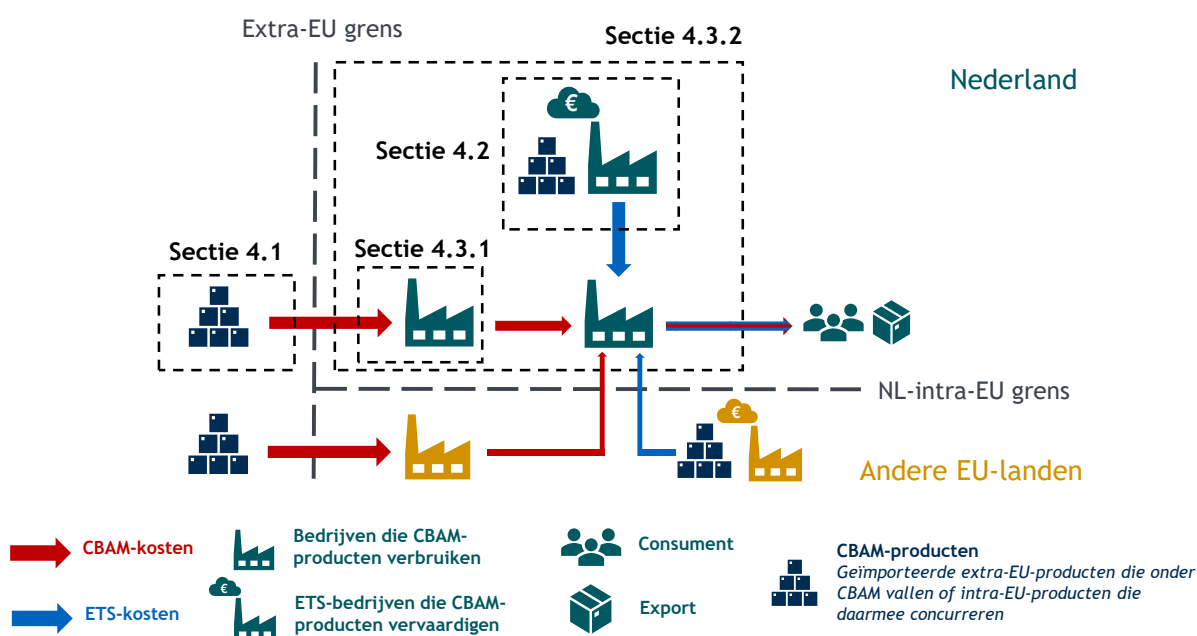 Extra-EU grens
Sectie 4.3.2
Nederland
€
Sectie 4.2
Sectie 4.1
Sectie 4.3.1
NL-intra-EU grens
€
Andere EU-landen
CBAM-kosten
Bedrijven die CBAM-
producten verbruiken
Consument
CBAM-producten
Geïmporteerde extra-EU-producten die onder
CBAM vallen of intra-EU-producten die
daarmee concurreren
ETS-kosten
€
ETS-bedrijven die CBAM-
producten vervaardigen
Export